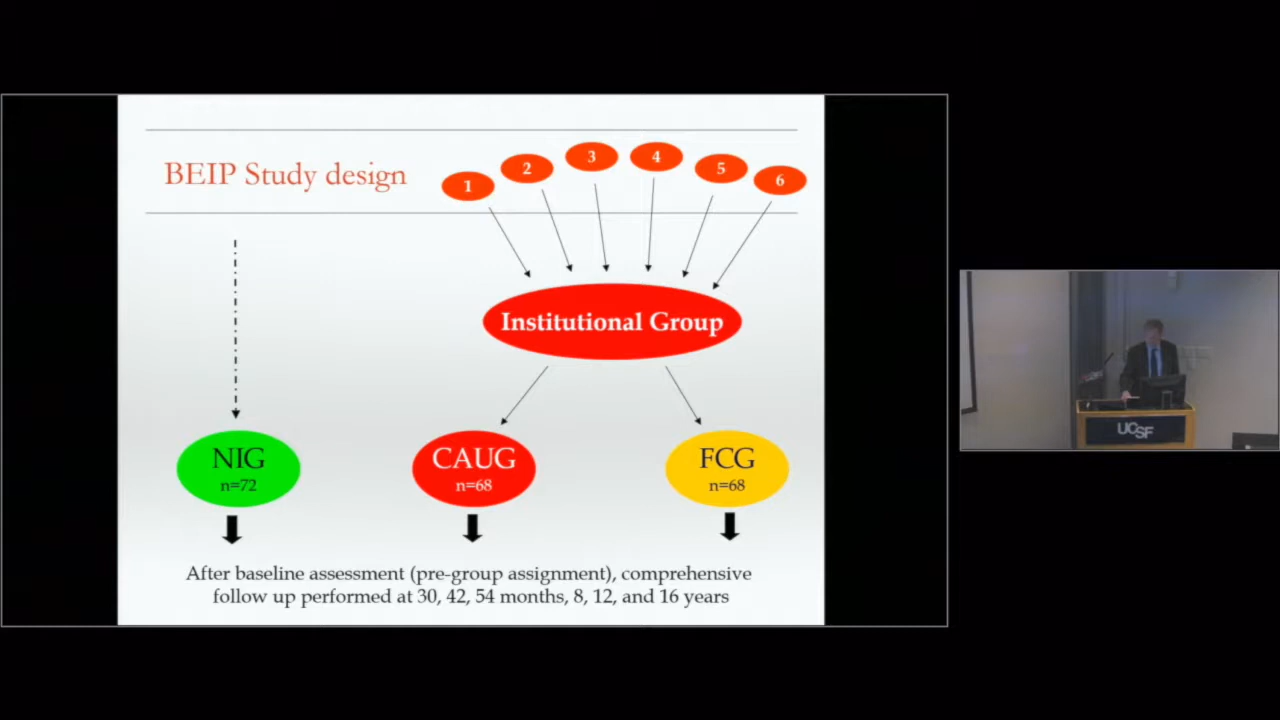 BEIP Study design
1
2
3
4
5
6
Institutional Group
NIG
n=72
CAUG
n=68
FCG
n=68
After baseline assessment (pre-group assignment), comprehensive
follow up performed at 30, 42, 54 months, 8, 12, and 16 years
UCSF